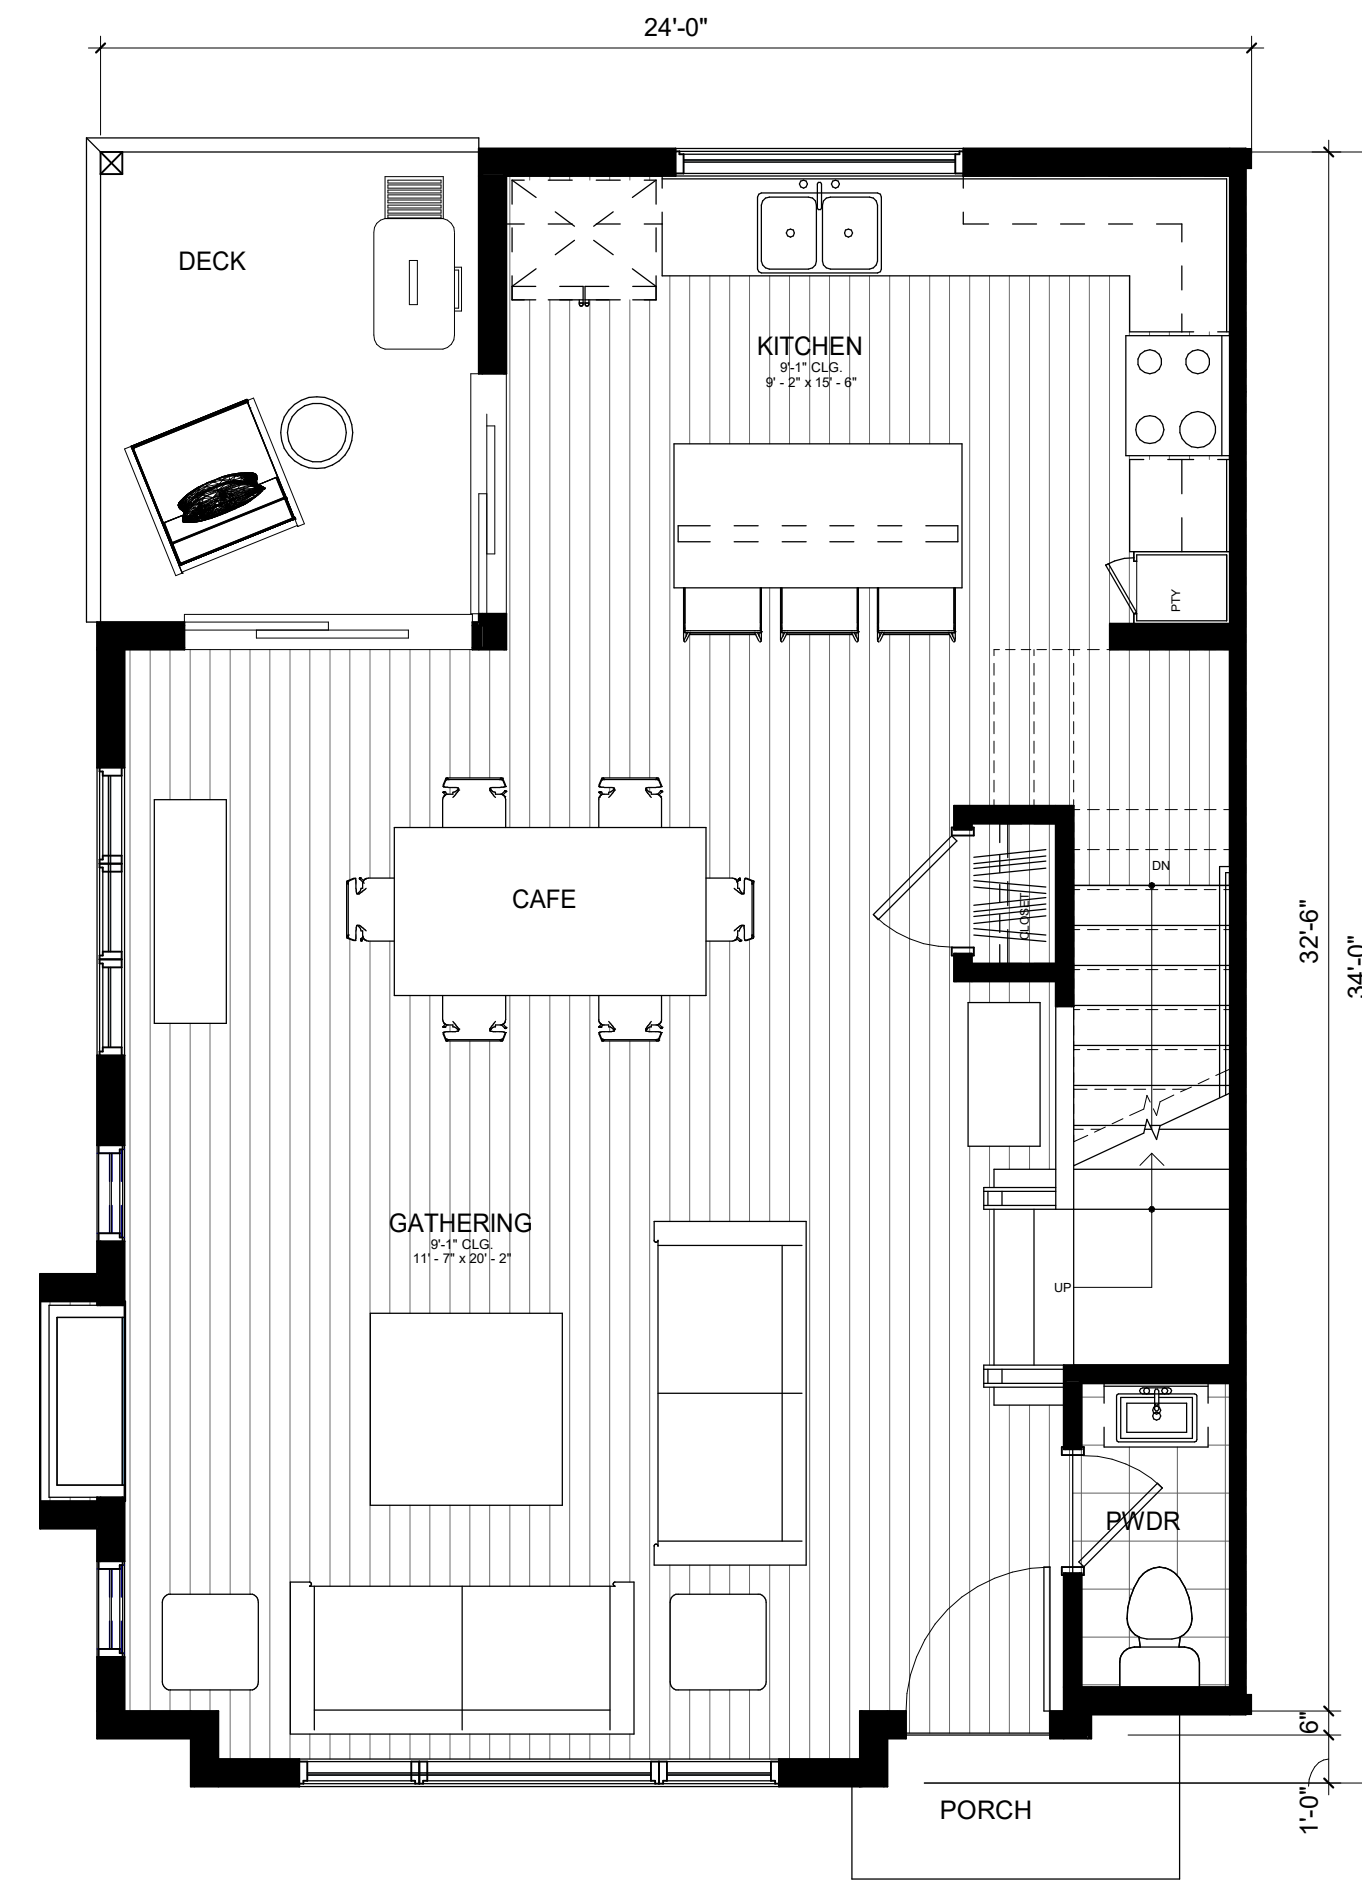 24'-0"
DECK
KITCHEN
9'-1" CLG.
9' - 2" x 15' - 6"
PTY
DN
CAFE
CLOSET
32'-6"
34'-0"
GATHERING
9'-1" CLG.
11' - 7" x 20' - 2"
UP
PWDR
6"
1'-0"
PORCH